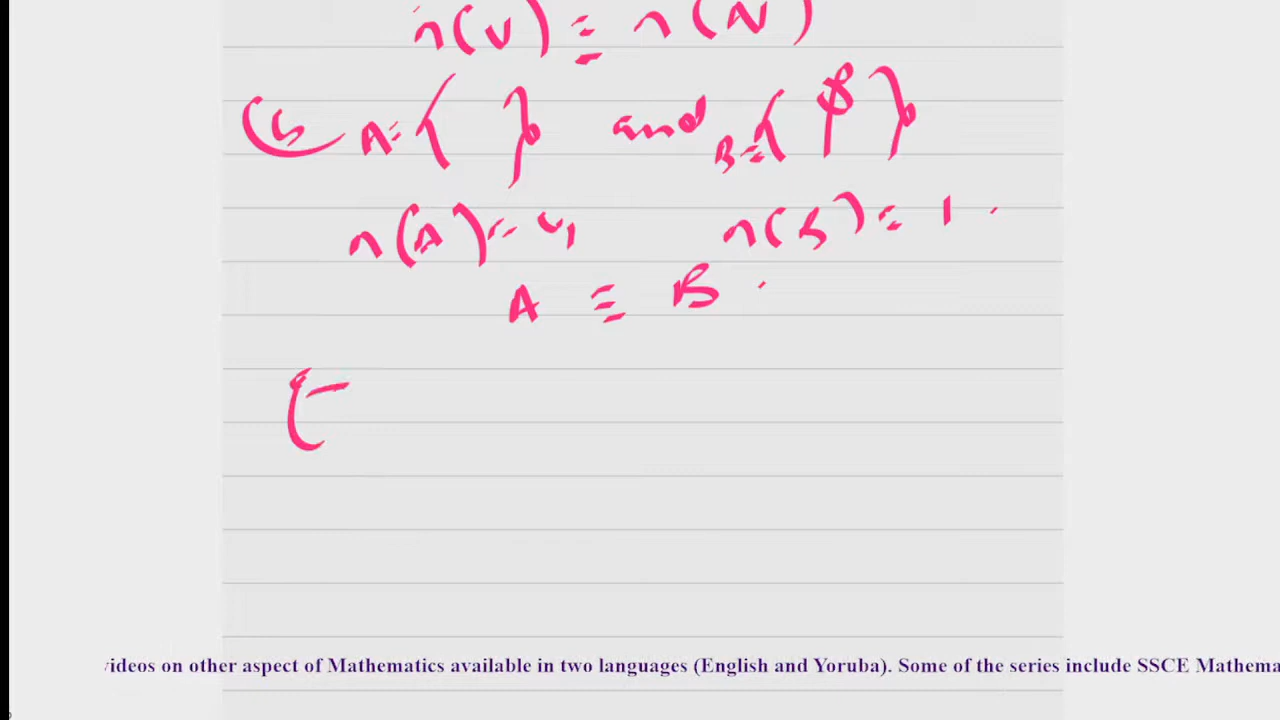 n(V) ≡ n(N)
A = { } and B = { φ }
n(A) = 0, n(B) = 1.
A ≡ B.
videos on other aspect of Mathematics available in two languages (English and Yoruba). Some of the series include SSCE Mathema